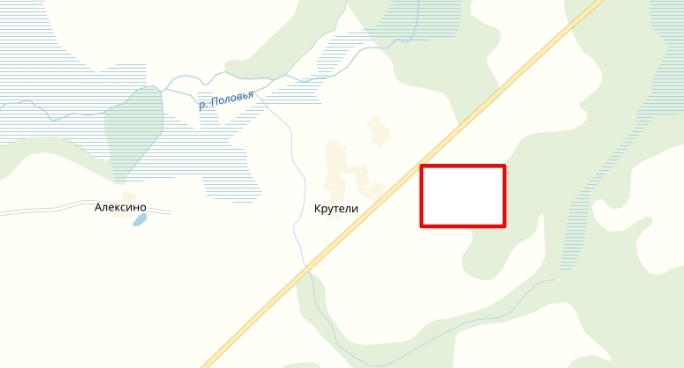 р. Половья
Алексино
Крутели